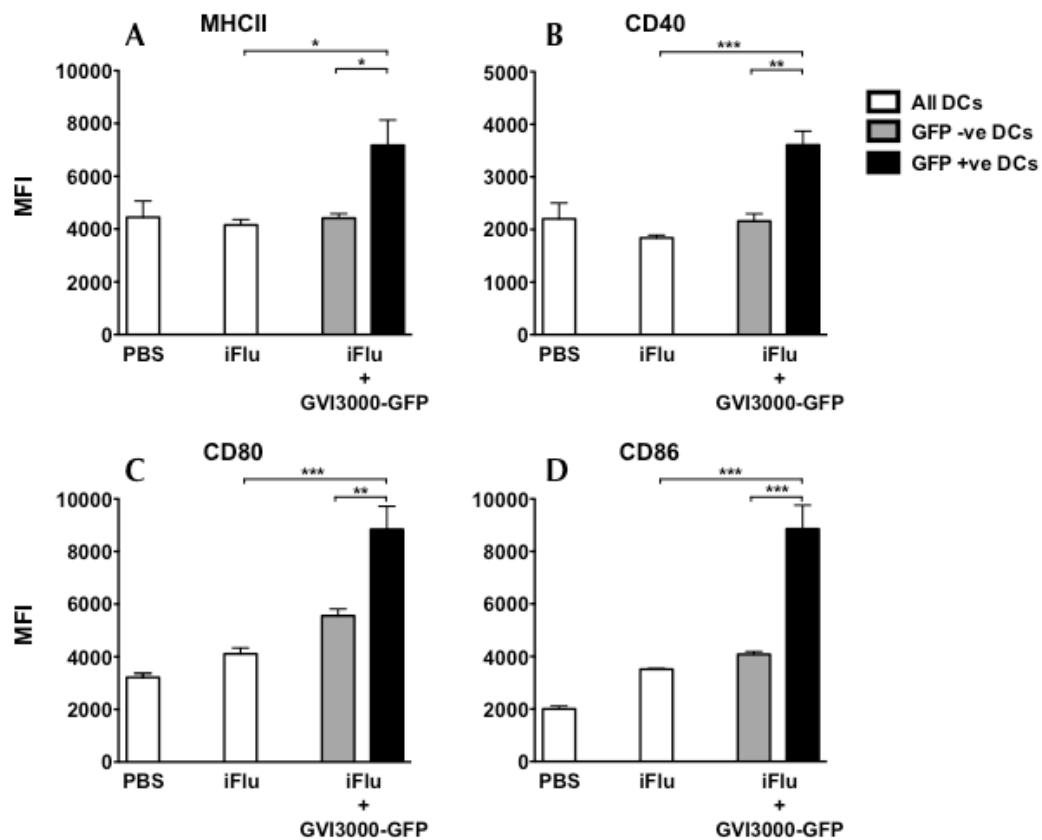 A MHCII
*
*
10000
8000
6000
4000
2000
0
MFI
PBS
iFlu
iFlu
+
GVI3000-GFP
B CD40
***
**
5000
4000
3000
2000
1000
0
PBS
iFlu
iFlu
+
GVI3000-GFP
All DCs
GFP -ve DCs
GFP +ve DCs
C CD80
***
**
10000
8000
6000
4000
2000
0
MFI
PBS
iFlu
iFlu
+
GVI3000-GFP
D CD86
***
***
10000
8000
6000
4000
2000
0
PBS
iFlu
iFlu
+
GVI3000-GFP